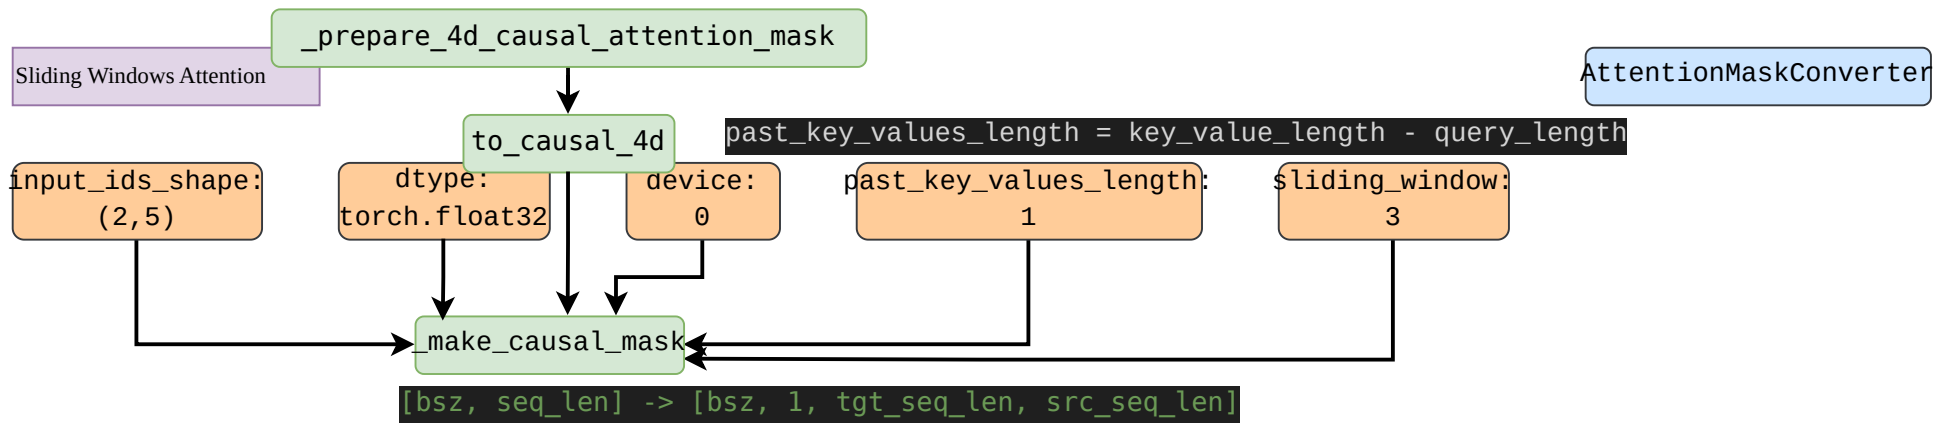 _prepare_4d_causal_attention_mask
Sliding Windows Attention
AttentionMaskConverter
to_causal_4d
past_key_values_length = key_value_length - query_length
input_ids_shape:
(2,5)
dtype:
torch.float32
device:
0
past_key_values_length:
1
sliding_window:
3
_make_causal_mask
[bsz, seq_len] -> [bsz, 1, tgt_seq_len, src_seq_len]